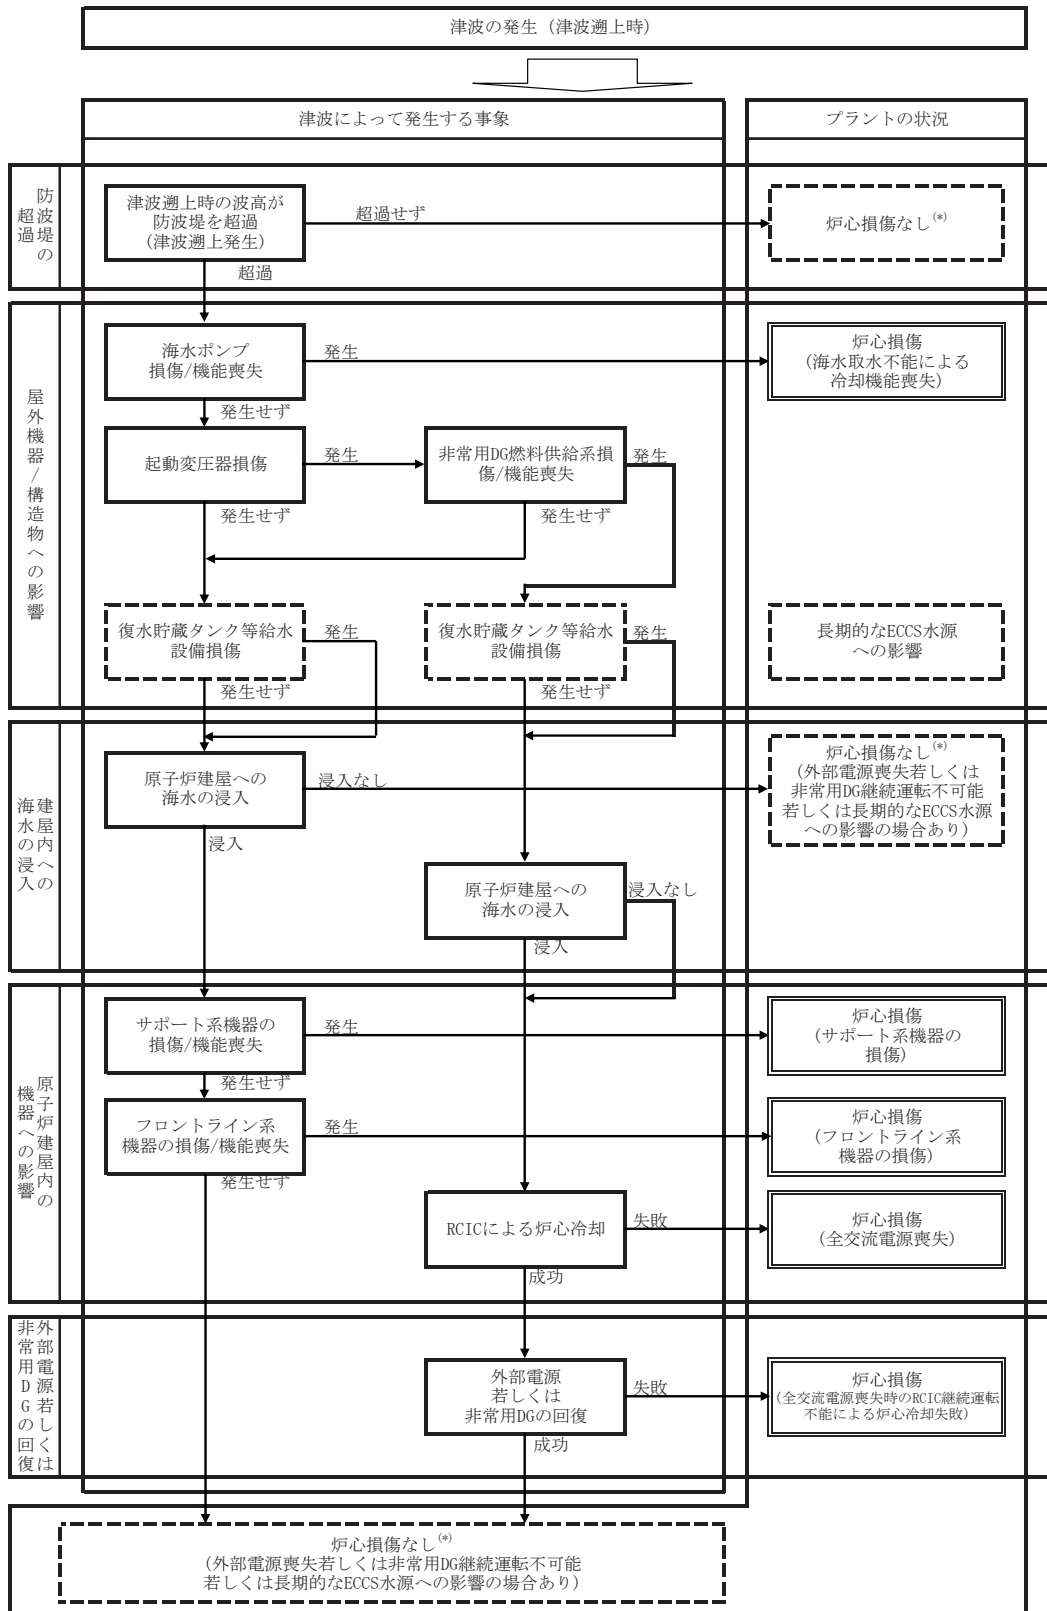 津波の発生（津波遡上時）
津波によって発生する事象
プラントの状況
防波堤の
超過
津波遡上時の波高が
防波堤を超過
(津波遡上発生)
超過せず
炉心損傷なし(*)
超過
屋外機器/構造物への影響
海水ポンプ
損傷/機能喪失
発生
炉心損傷
(海水取水不能による
冷却機能喪失)
発生せず
起動変圧器損傷
発生
非常用DG燃料供給系損
傷/機能喪失
発生
発生せず
発生せず
復水貯蔵タンク等給水
設備損傷
発生
復水貯蔵タンク等給水
設備損傷
発生
長期的なECCS水源
への影響
発生せず
発生せず
建屋内への
海水の浸入
原子炉建屋への
海水の浸入
浸入なし
炉心損傷なし(*)
(外部電源喪失若しくは
非常用DG継続運転不可能
若しくは長期的なECCS水源
への影響の場合あり)
浸入
原子炉建屋への
海水の浸入
浸入なし
浸入
原子炉建屋内の
機器への影響
サポート系機器の
損傷/機能喪失
発生
炉心損傷
(サポート系機器の
損傷)
発生せず
フロントライン系
機器の損傷/機能喪失
発生
炉心損傷
(フロントライン系
機器の損傷)
発生せず
RCICによる炉心冷却
失敗
炉心損傷
(全交流電源喪失)
成功
外部電源若しくは
非常用DGの回復
外部電源
若しくは
非常用DGの回復
失敗
炉心損傷
(全交流電源喪失時のRCIC継続運転
不能による炉心冷却失敗)
成功
炉心損傷なし(*)
(外部電源喪失若しくは非常用DG継続運転不可能
若しくは長期的なECCS水源への影響の場合あり)